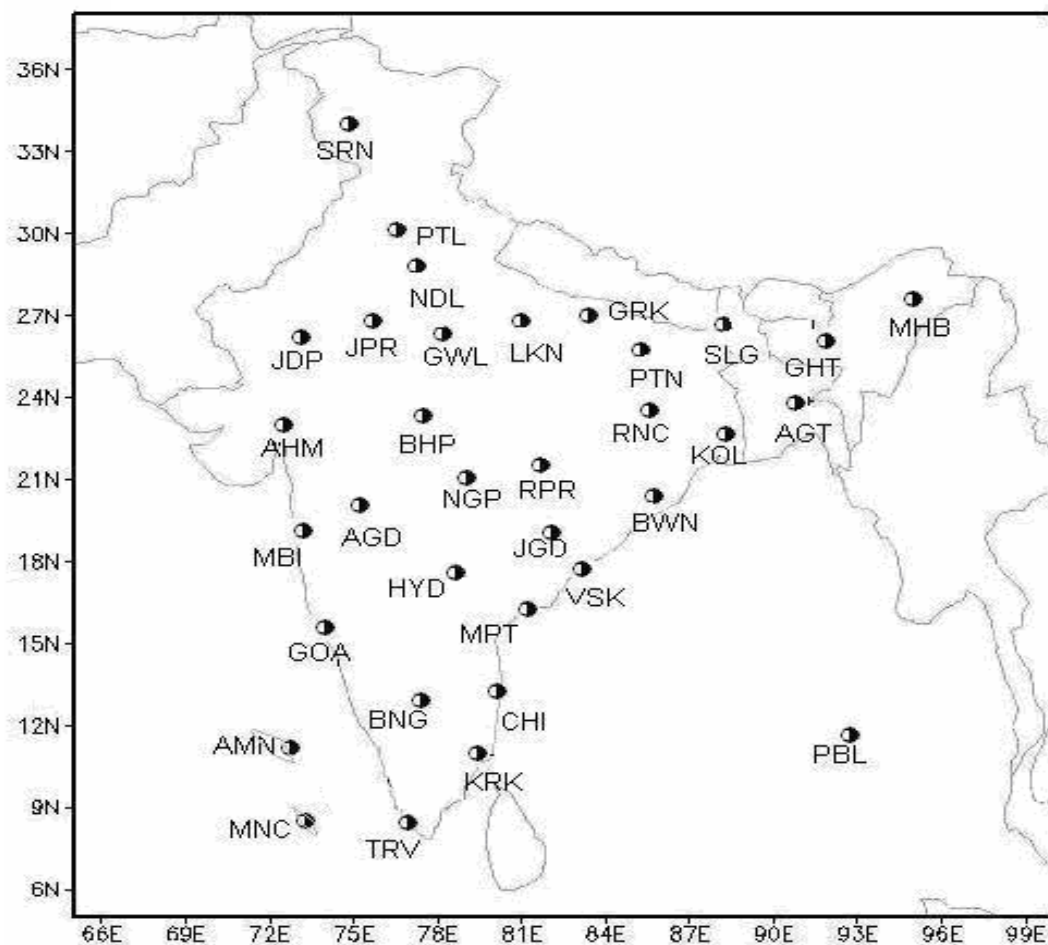 36N
SRN
33N
30N
PTL
NDL
27N
GRK
MHB
JDP
JPR
GWL
LKN
SLG
GHT
PTN
24N
AHM
BHP
RNC
KOL
AGT
21N
NGP
RPR
BWN
MBI
AGD
JGD
18N
HYD
VSK
MPT
15N
GOA
BNG
CHI
12N
AMN
PBL
KRK
9N
MNC
TRV
6N
66E 69E 72E 75E 78E 81E 84E 87E 90E 93E 96E 99E